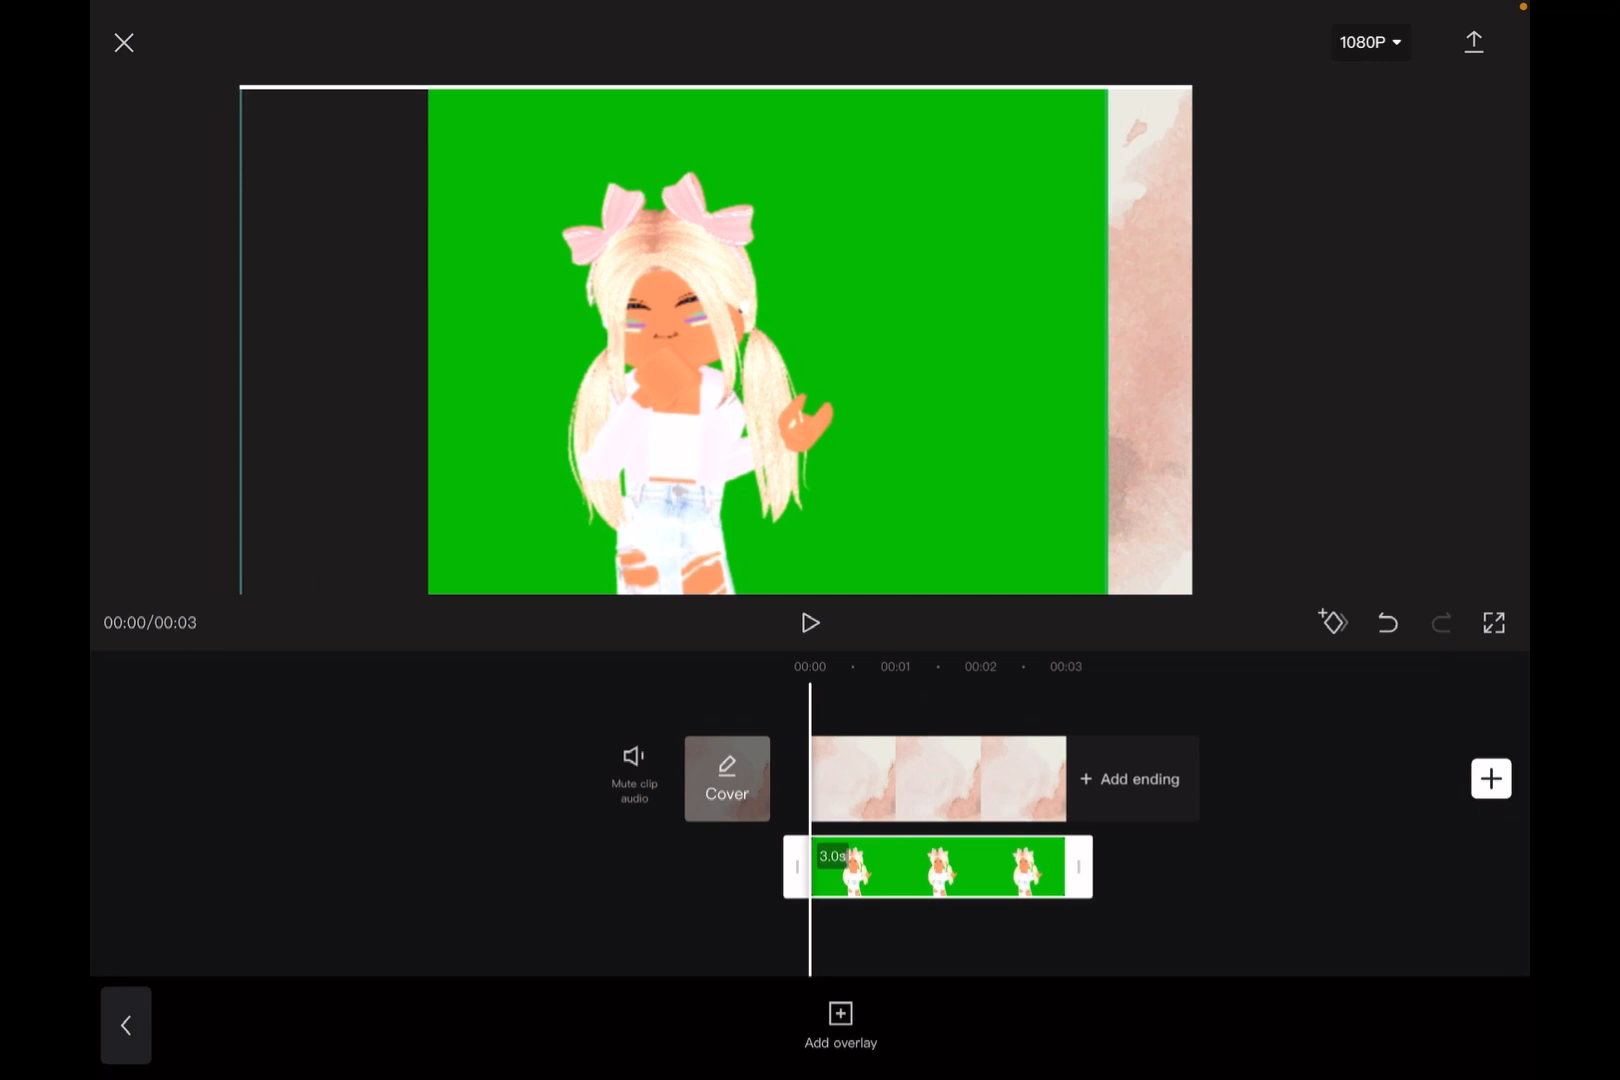 1080P
00:00/00:03
00:00 00:01 00:02 00:03
Mute clip
audio
Cover
+ Add ending
3.0s
Add overlay